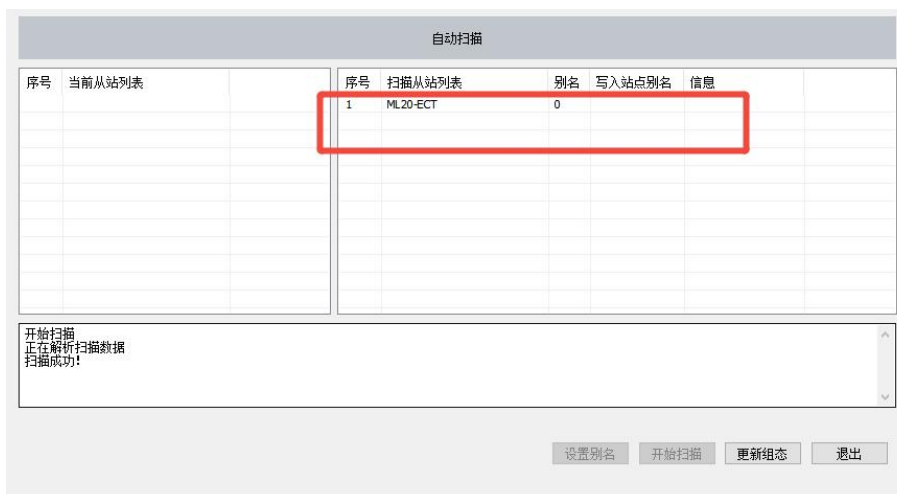 自动扫描
序号 当前从站列表
序号 扫描从站列表 别名 写入站点别名 信息
1 ML20-ECT 0
开始扫描
正在解析扫描数据
扫描成功!
设置别名 开始扫描 更新组态 退出